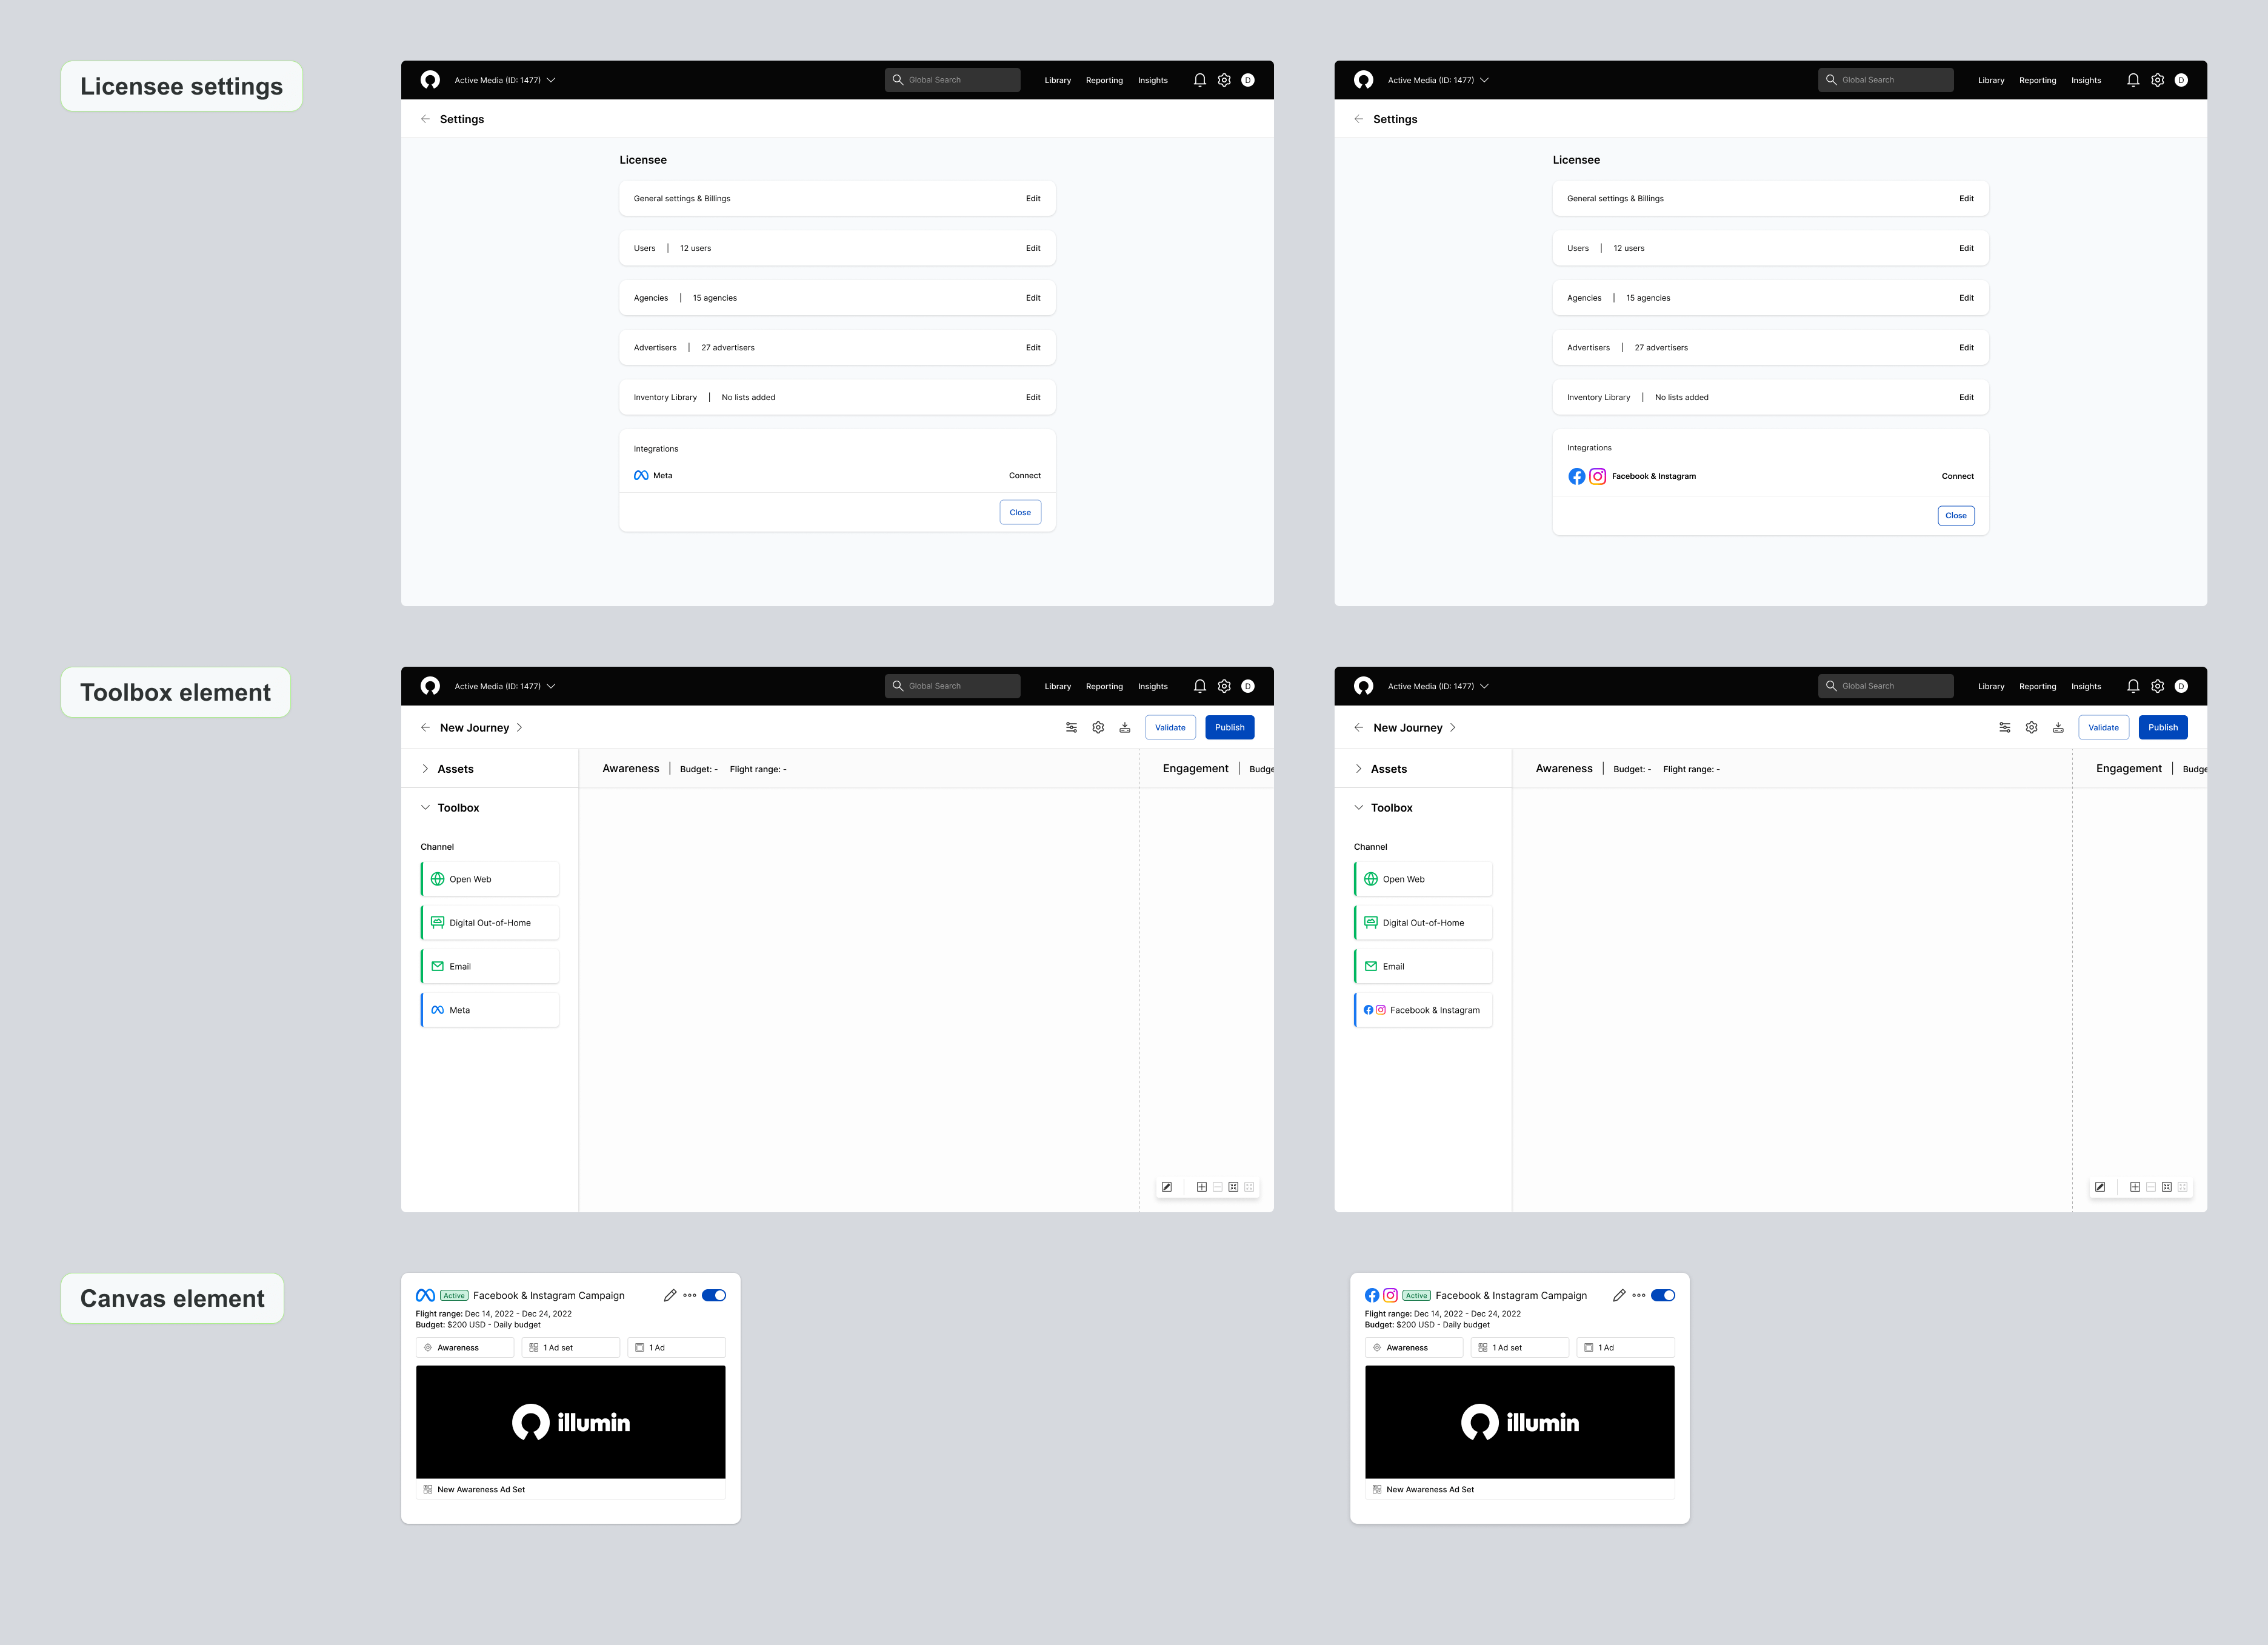 Licensee settings
Active Media (ID: 1477)
Global Search
Library Reporting Insights
D
Settings
Licensee
General settings & Billings Edit
Users | 12 users Edit
Agencies | 15 agencies Edit
Advertisers | 27 advertisers Edit
Inventory Library | No lists added Edit
Integrations
Meta Connect
Close
Active Media (ID: 1477)
Global Search
Library Reporting Insights
D
Settings
Licensee
General settings & Billings Edit
Users | 12 users Edit
Agencies | 15 agencies Edit
Advertisers | 27 advertisers Edit
Inventory Library | No lists added Edit
Integrations
Facebook & Instagram Connect
Close
Toolbox element
Active Media (ID: 1477)
Global Search
Library Reporting Insights
D
New Journey
Validate Publish
Assets
Awareness | Budget: - Flight range: -
Engagement | Budge
Toolbox
Channel
Open Web
Digital Out-of-Home
Email
Meta
Active Media (ID: 1477)
Global Search
Library Reporting Insights
D
New Journey
Validate Publish
Assets
Awareness | Budget: - Flight range: -
Engagement | Budge
Toolbox
Channel
Open Web
Digital Out-of-Home
Email
Facebook & Instagram
Canvas element
Active Facebook & Instagram Campaign
Flight range: Dec 14, 2022 - Dec 24, 2022
Budget: $200 USD - Daily budget
Awareness 1 Ad set 1 Ad
illumin
New Awareness Ad Set
Active Facebook & Instagram Campaign
Flight range: Dec 14, 2022 - Dec 24, 2022
Budget: $200 USD - Daily budget
Awareness 1 Ad set 1 Ad
illumin
New Awareness Ad Set